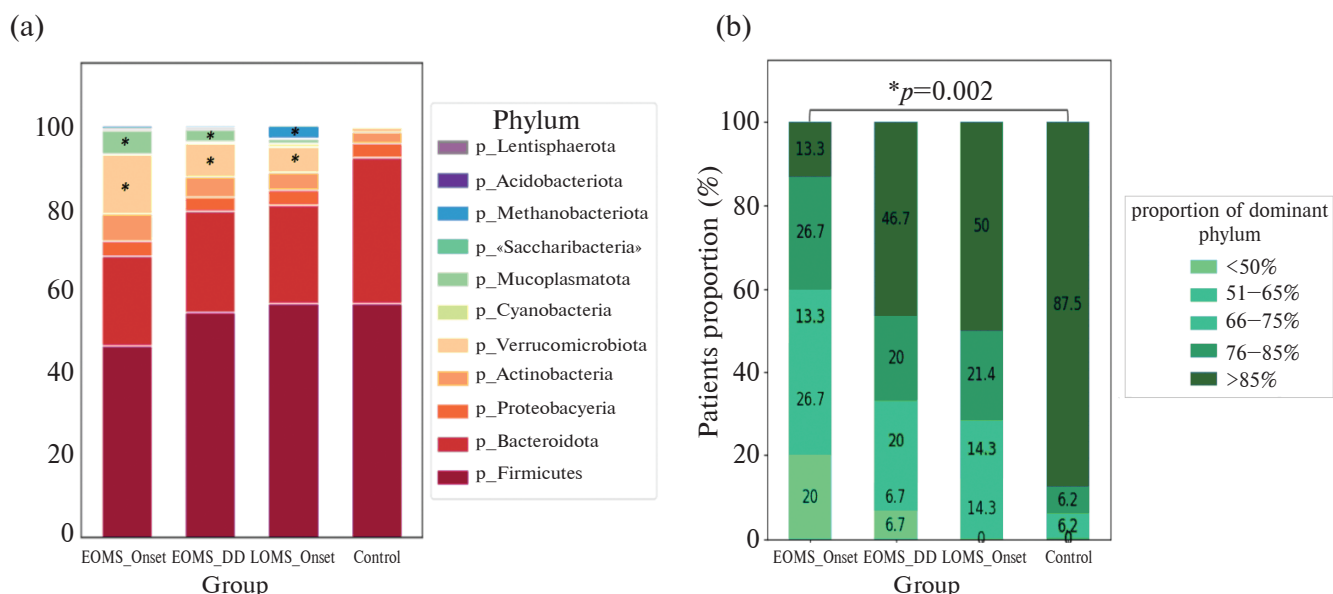 (a)
100
80
60
40
20
0
* * * * * *
EOMS_Onset EOMS_DD LOMS_Onset Control
Group
Phylum
p_Lentisphaerota
p_Acidobacteriota
p_Methanobacteriota
p_«Saccharibacteria»
p_Mucoplasmatota
p_Cyanobacteria
p_Verrucomicrobiota
p_Actinobacteria
p_Proteobacyeria
p_Bacteroidota
p_Firmicutes
(b)
Patients proportion (%)
100
80
60
40
20
0
*p=0.002
13.3
26.7
13.3
26.7
20
46.7
20
20
6.7
6.7
50
21.4
14.3
14.3
0
87.5
6.2
6.2
0
EOMS_Onset EOMS_DD LOMS_Onset Control
Group
proportion of dominant
phylum
<50%
51–65%
66–75%
76–85%
>85%